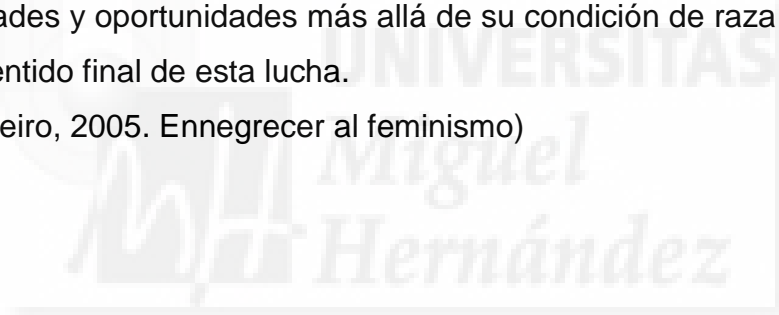 ades y oportunidades más allá de su condición de raza
entido final de esta lucha.
eiro, 2005. Ennegrecer al feminismo)
UNIVERSITAS
Miguel
Hernández